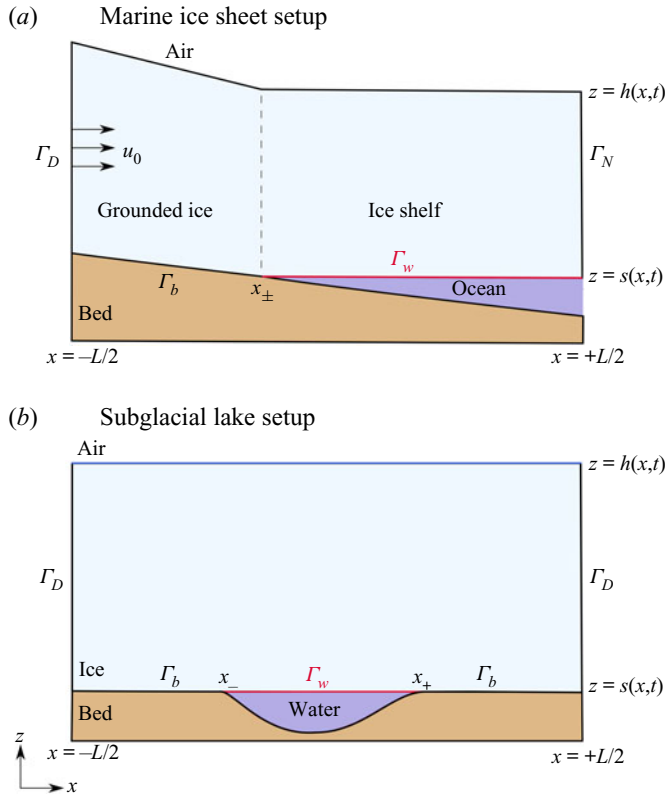 (a) Marine ice sheet setup
Air
z = h(x,t)
Γ_D
u_0
Γ_N
Grounded ice
Ice shelf
Γ_w
z = s(x,t)
Γ_b
x_±
Ocean
Bed
x = –L/2
x = +L/2
(b) Subglacial lake setup
Air
z = h(x,t)
Γ_D
Γ_D
Ice
Γ_b
x_–
Γ_w
x_+
Γ_b
z = s(x,t)
Bed
Water
z
x = –L/2
x = +L/2
x